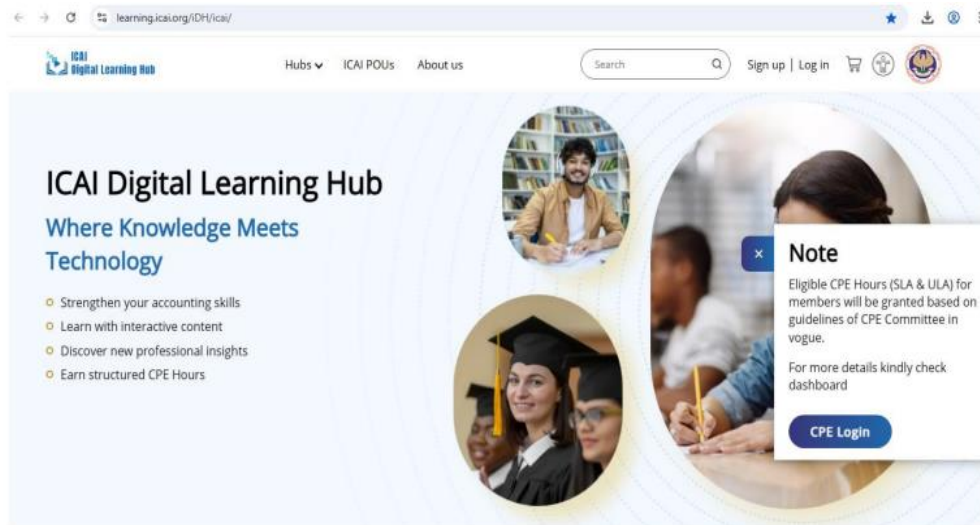 learning.icai.org/iDH/icai/
ICAI
Digital Learning Hub
Hubs
ICAI POUs
About us
Search
Sign up | Log in
ICAI Digital Learning Hub
Where Knowledge Meets
Technology
Strengthen your accounting skills
Learn with interactive content
Discover new professional insights
Earn structured CPE Hours
Note
Eligible CPE Hours (SLA & ULA) for
members will be granted based on
guidelines of CPE Committee in
vogue.
For more details kindly check
dashboard
CPE Login